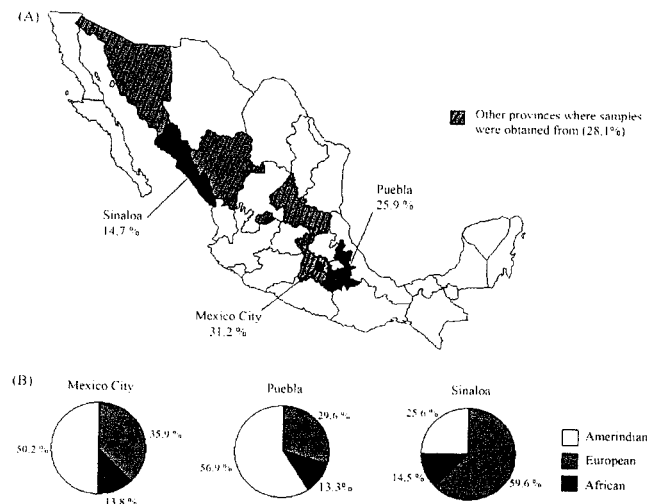 (A)
Other provinces where samples
were obtained from (28.1%)
Puebla
25.9 %
Sinaloa
14.7 %
Mexico City
31.2 %
(B)
Mexico City
Puebla
Sinaloa
50.2 %
35.9 %
13.8 %
29.6 %
56.9 %
13.3%
25.6 %
14.5 %
59.6 %
Amerindian
European
African